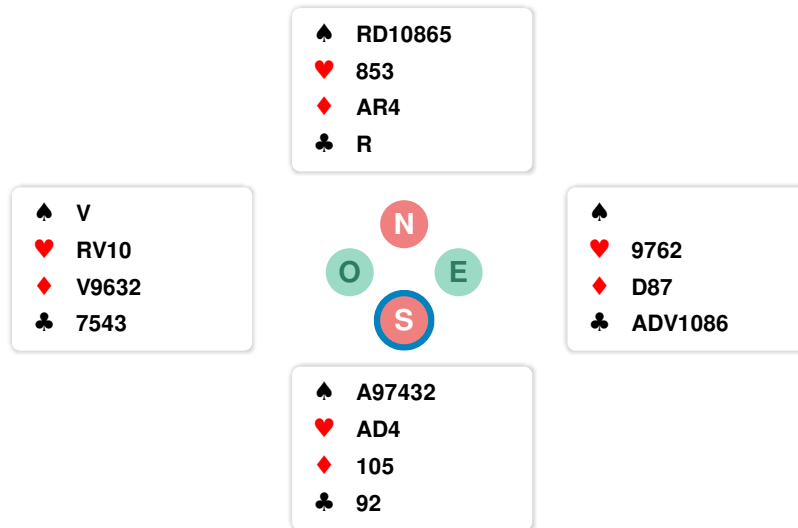 ♠ RD10865
♥ 853
♦ AR4
♣ R
♠ V
♥ RV10
♦ V9632
♣ 7543
N
O E
S
♠
♥ 9762
♦ D87
♣ ADV1086
♠ A97432
♥ AD4
♦ 105
♣ 92